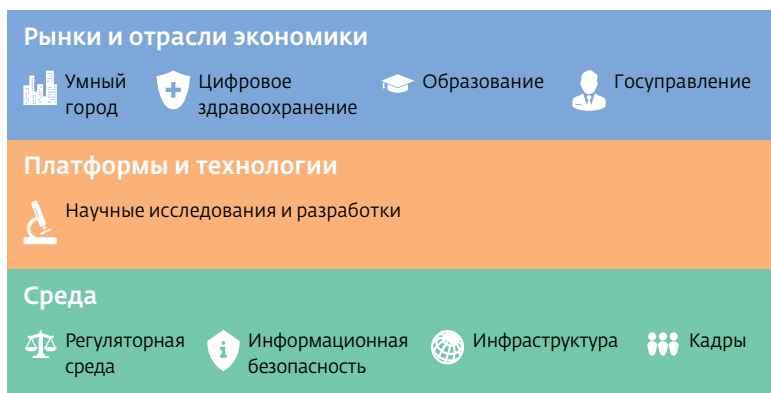 Рынки и отрасли экономики
Умный город
Цифровое здравоохранение
Образование
Госуправление
Платформы и технологии
Научные исследования и разработки
Среда
Регуляторная среда
Информационная безопасность
Инфраструктура
Кадры